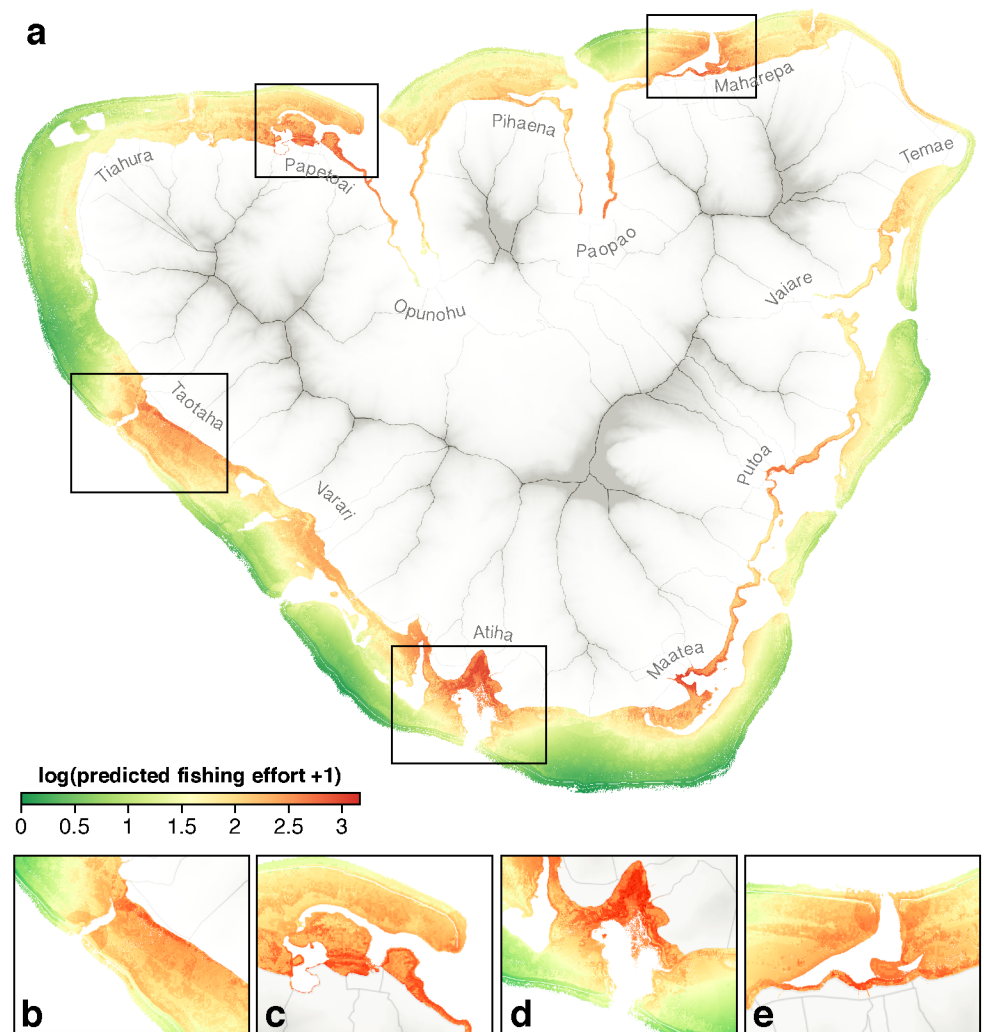 a
Maharepa
Temae
Pihaena
Tiahura
Papetoai
Paopao
Opunohu
Vaiare
Taotaha
Varari
Putoa
Atiha
Maatea
log(predicted fishing effort +1)
0 0.5 1 1.5 2 2.5 3
b c d e